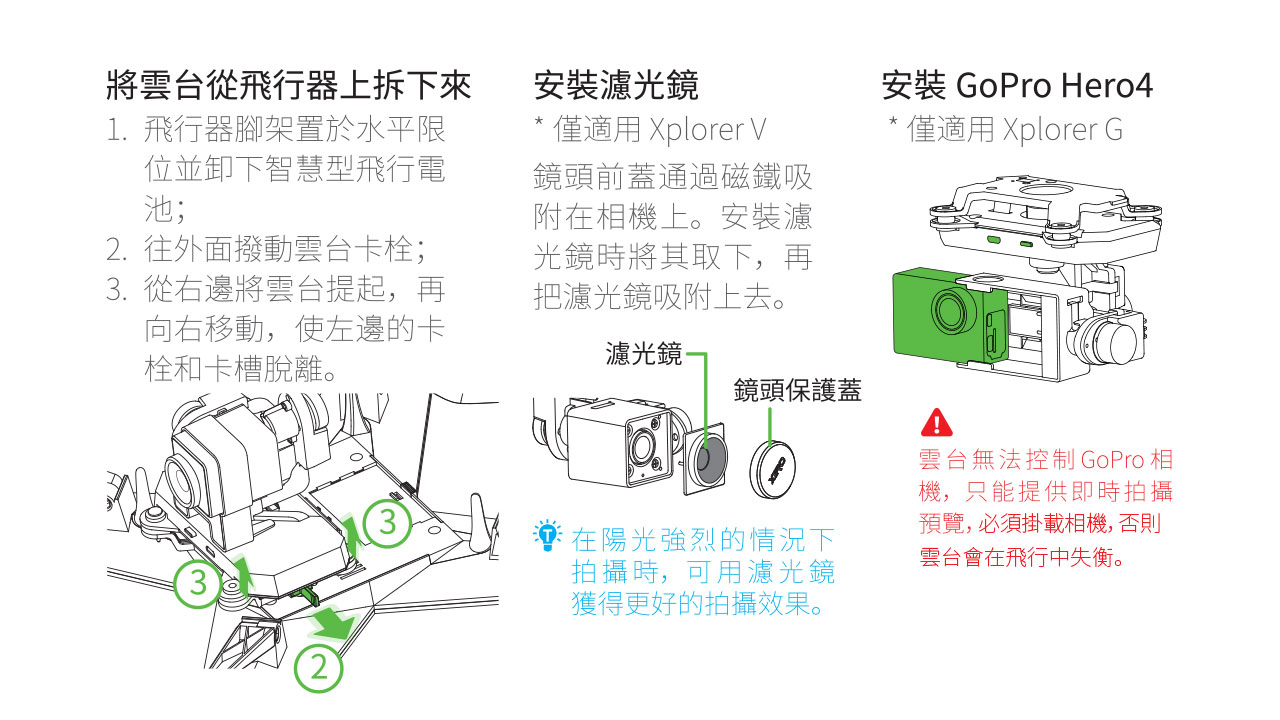 將雲台從飛行器上拆下來
1. 飛行器腳架置於水平限
位並卸下智慧型飛行電
池；
2. 往外面撥動雲台卡栓；
3. 從右邊將雲台提起，再
向右移動，使左邊的卡
栓和卡槽脫離。
3
3
2
安裝濾光鏡
* 僅適用 Xplorer V
鏡頭前蓋通過磁鐵吸
附在相機上。安裝濾
光鏡時將其取下，再
把濾光鏡吸附上去。
濾光鏡
鏡頭保護蓋
在陽光強烈的情況下
拍攝時，可用濾光鏡
獲得更好的拍攝效果。
安裝 GoPro Hero4
* 僅適用 Xplorer G
雲台無法控制 GoPro 相
機，只能提供即時拍攝
預覽，必須掛載相機，否則
雲台會在飛行中失衡。